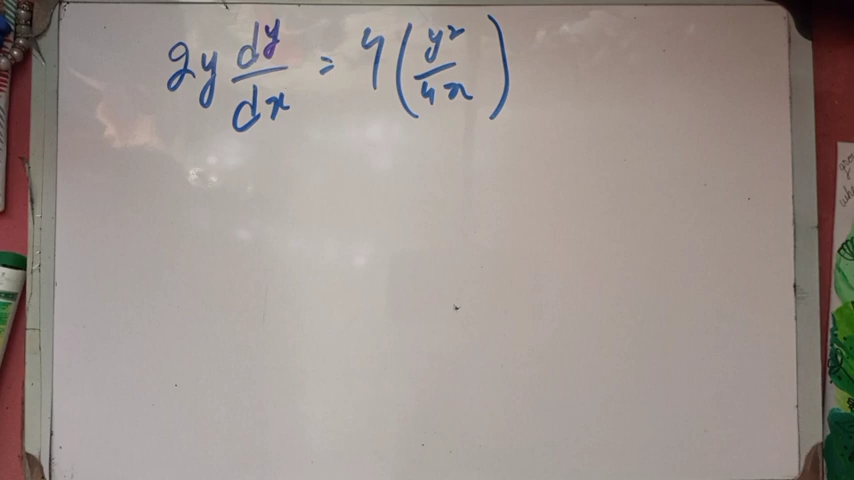 2y dy/dx = 4 (y²/4x)